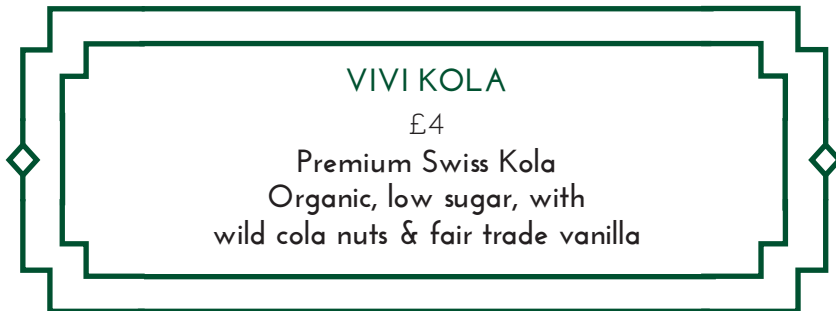 VIVI KOLA
£4
Premium Swiss Kola
Organic, low sugar, with
wild cola nuts & fair trade vanilla